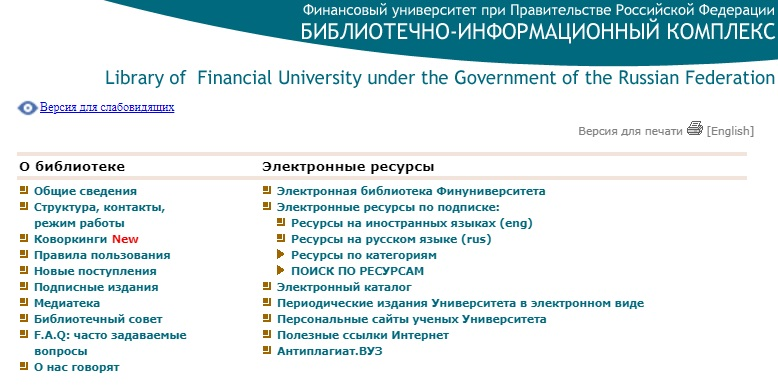 Финансовый университет при Правительстве Российской Федерации
БИБЛИОТЕЧНО-ИНФОРМАЦИОННЫЙ КОМПЛЕКС
Library of Financial University under the Government of the Russian Federation
Версия для слабовидящих
Версия для печати [English]
О библиотеке
Общие сведения
Структура, контакты,
режим работы
Коворкинги New
Правила пользования
Новые поступления
Подписные издания
Медиатека
Библиотечный совет
F.A.Q: часто задаваемые
вопросы
О нас говорят
Электронные ресурсы
Электронная библиотека Финуниверситета
Электронные ресурсы по подписке:
Ресурсы на иностранных языках (eng)
Ресурсы на русском языке (rus)
Ресурсы по категориям
ПОИСК ПО РЕСУРСАМ
Электронный каталог
Периодические издания Университета в электронном виде
Персональные сайты ученых Университета
Полезные ссылки Интернет
Антиплагиат.ВУЗ